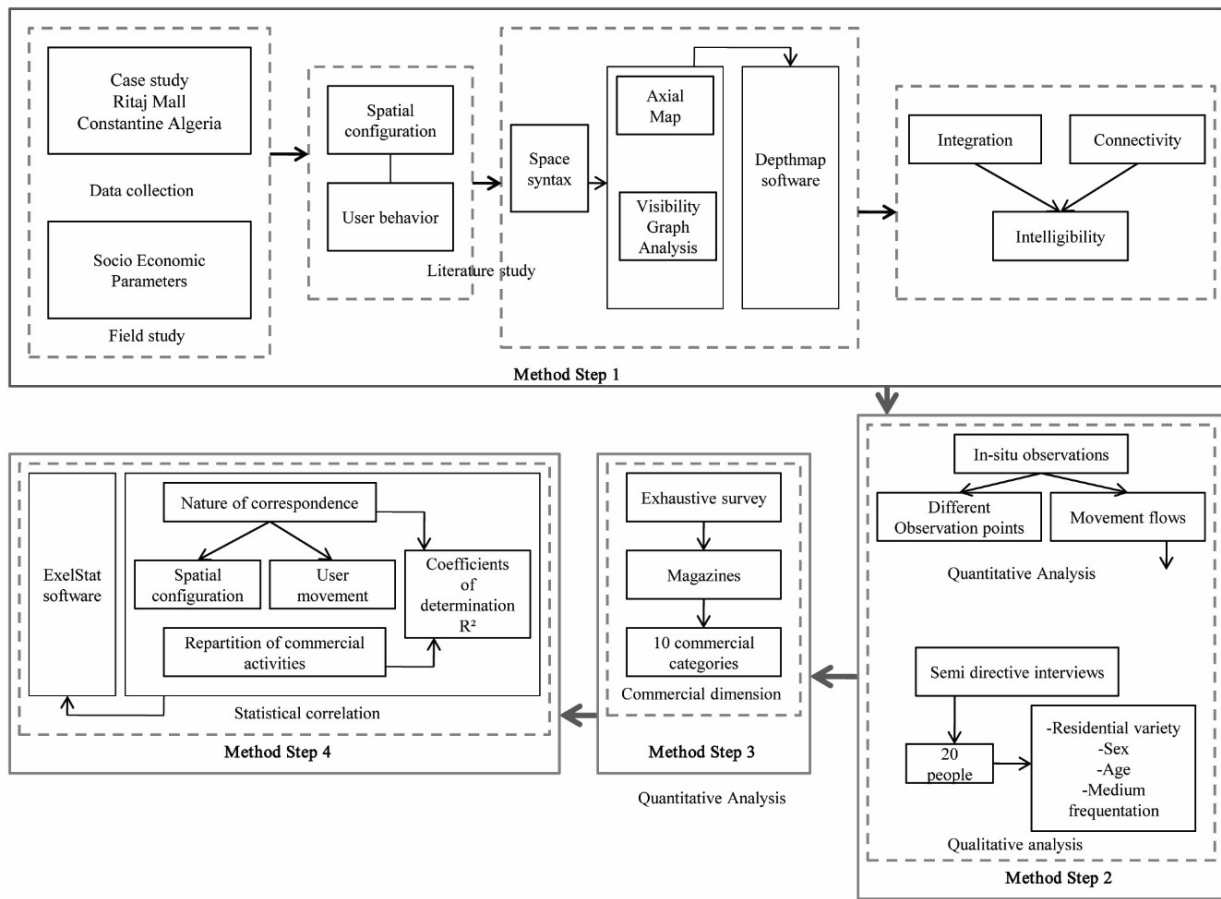 Case study
Ritaj Mall
Constantine Algeria
Data collection
Socio Economic
Parameters
Field study
Spatial
configuration
User behavior
Literature study
Space
syntax
Axial
Map
Visibility
Graph
Analysis
Depthmap
software
Integration
Connectivity
Intelligibility
Method Step 1
In-situ observations
Different
Observation points
Movement flows
Quantitative Analysis
Semi directive interviews
20
people
-Residential variety
-Sex
-Age
-Medium
frequentation
Qualitative analysis
Method Step 2
Exhaustive survey
Magazines
10 commercial
categories
Commercial dimension
Method Step 3
Quantitative Analysis
ExelStat
software
Nature of correspondence
Spatial
configuration
User
movement
Coefficients
of
determination
R²
Repartition of commercial
activities
Statistical correlation
Method Step 4